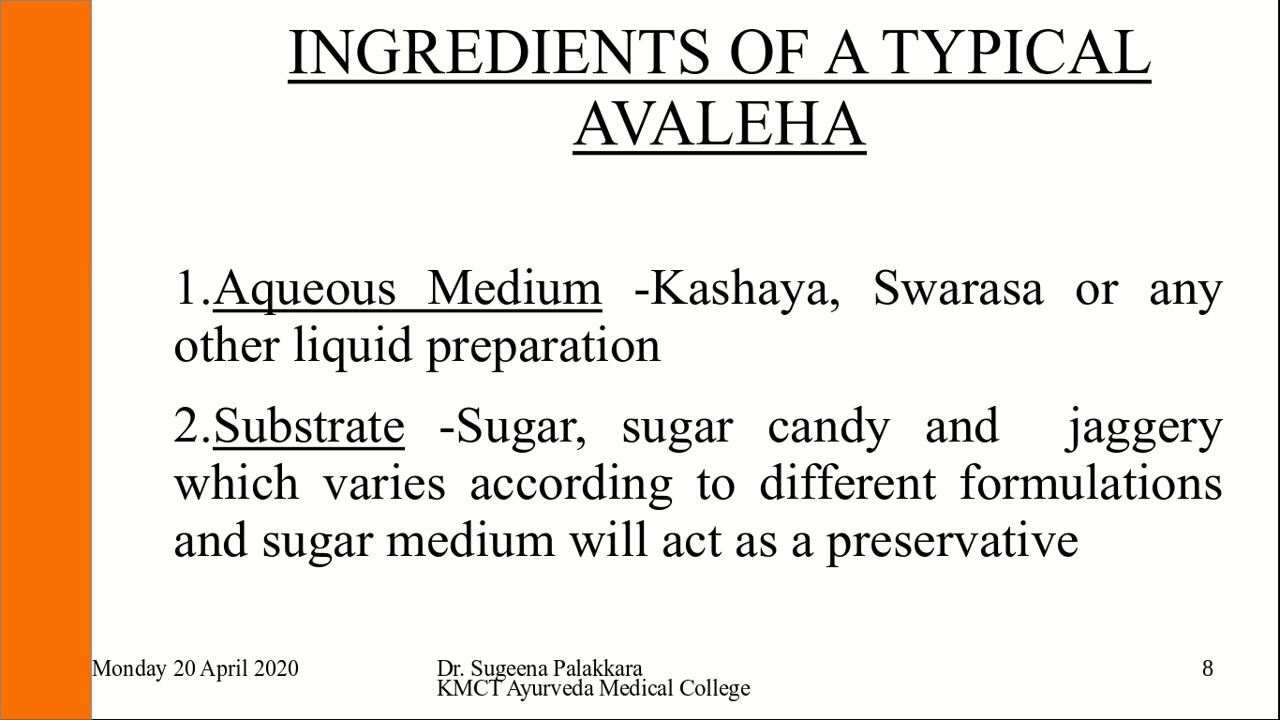 INGREDIENTS OF A TYPICAL
AVALEHA
1.Aqueous Medium -Kashaya, Swarasa or any
other liquid preparation
2.Substrate -Sugar, sugar candy and jaggery
which varies according to different formulations
and sugar medium will act as a preservative
Monday 20 April 2020
Dr. Sugeena Palakkara
KMCT Ayurveda Medical College
8